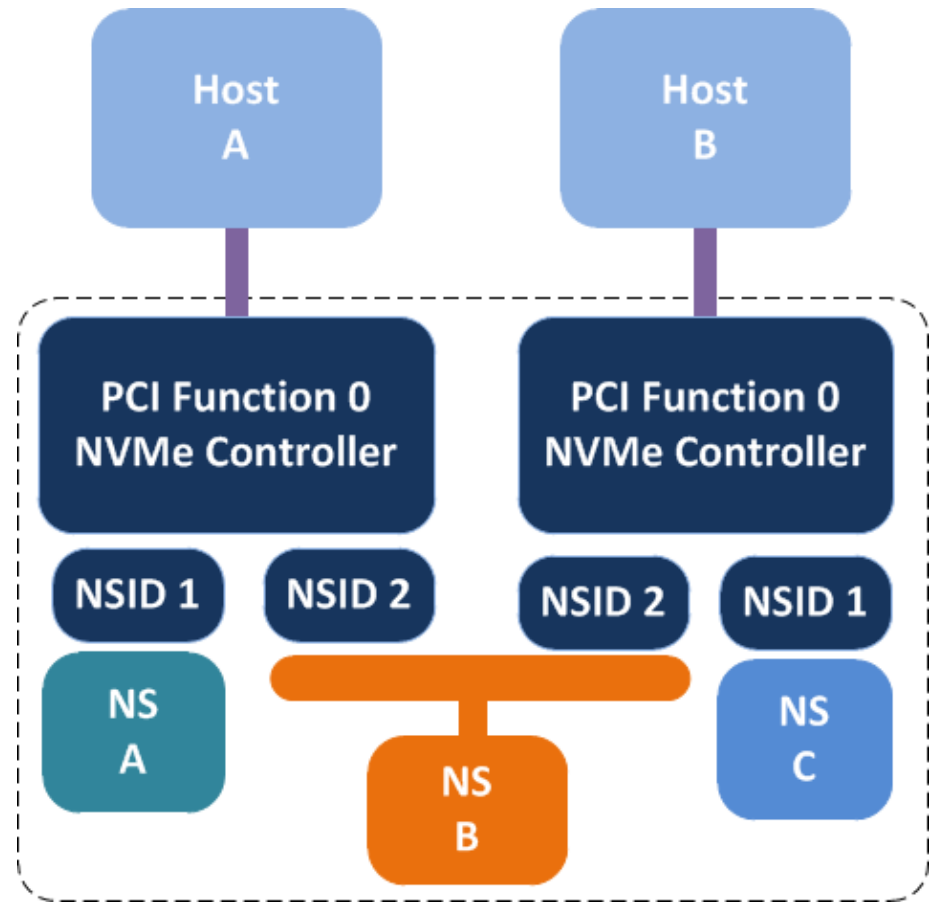 Host
A
Host
B
PCI Function 0
NVMe Controller
PCI Function 0
NVMe Controller
NSID 1
NSID 2
NSID 2
NSID 1
NS
A
NS
B
NS
C